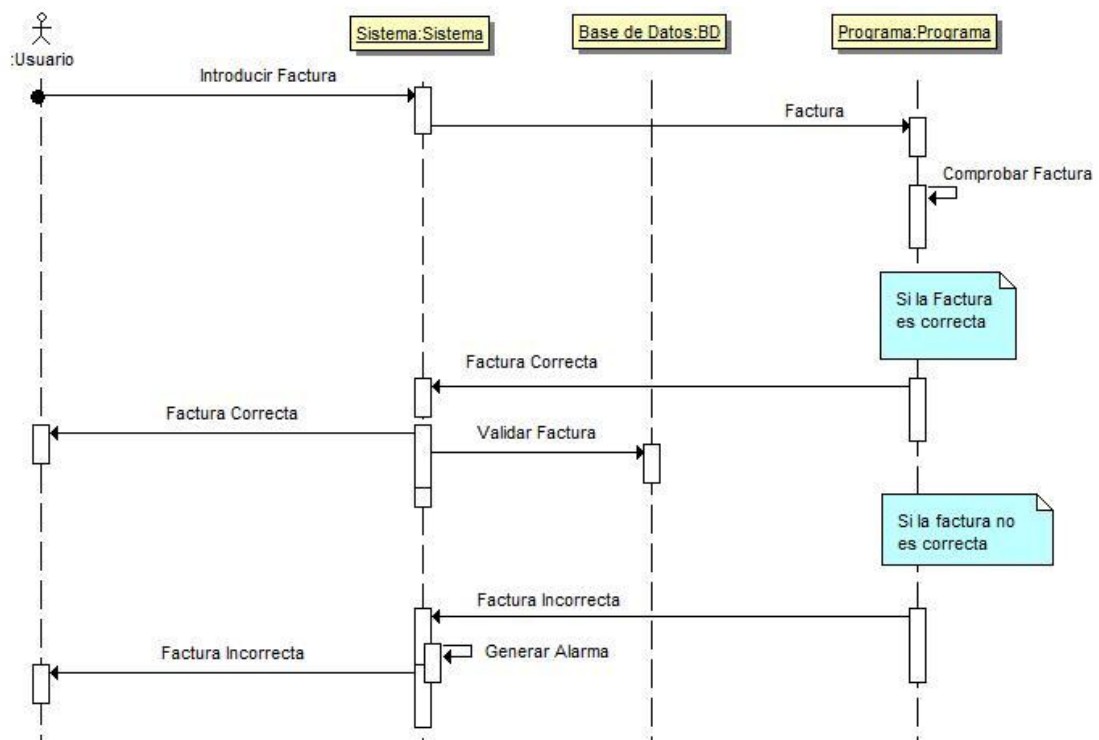 :Usuario
Sistema:Sistema
Base de Datos:BD
Programa:Programa
Introducir Factura
Factura
Comprobar Factura
Si la Factura
es correcta
Factura Correcta
Factura Correcta
Validar Factura
Si la factura no
es correcta
Factura Incorrecta
Generar Alarma
Factura Incorrecta